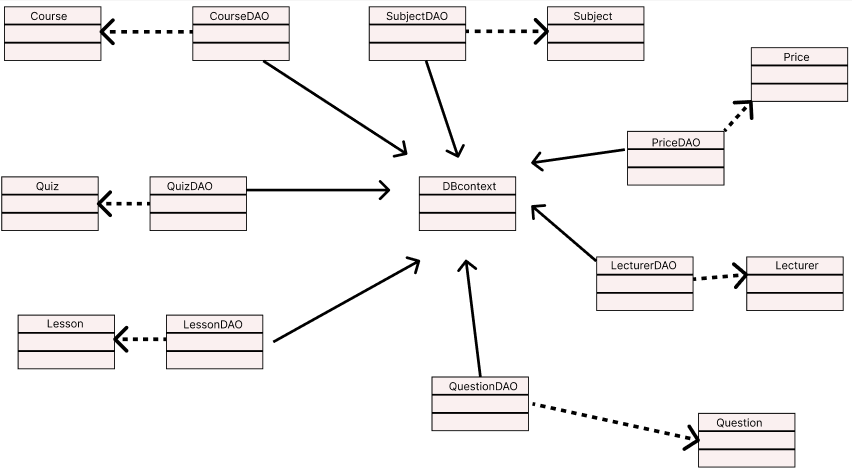 Course
CourseDAO
SubjectDAO
Subject
Price
PriceDAO
Quiz
QuizDAO
DBcontext
LecturerDAO
Lecturer
Lesson
LessonDAO
QuestionDAO
Question